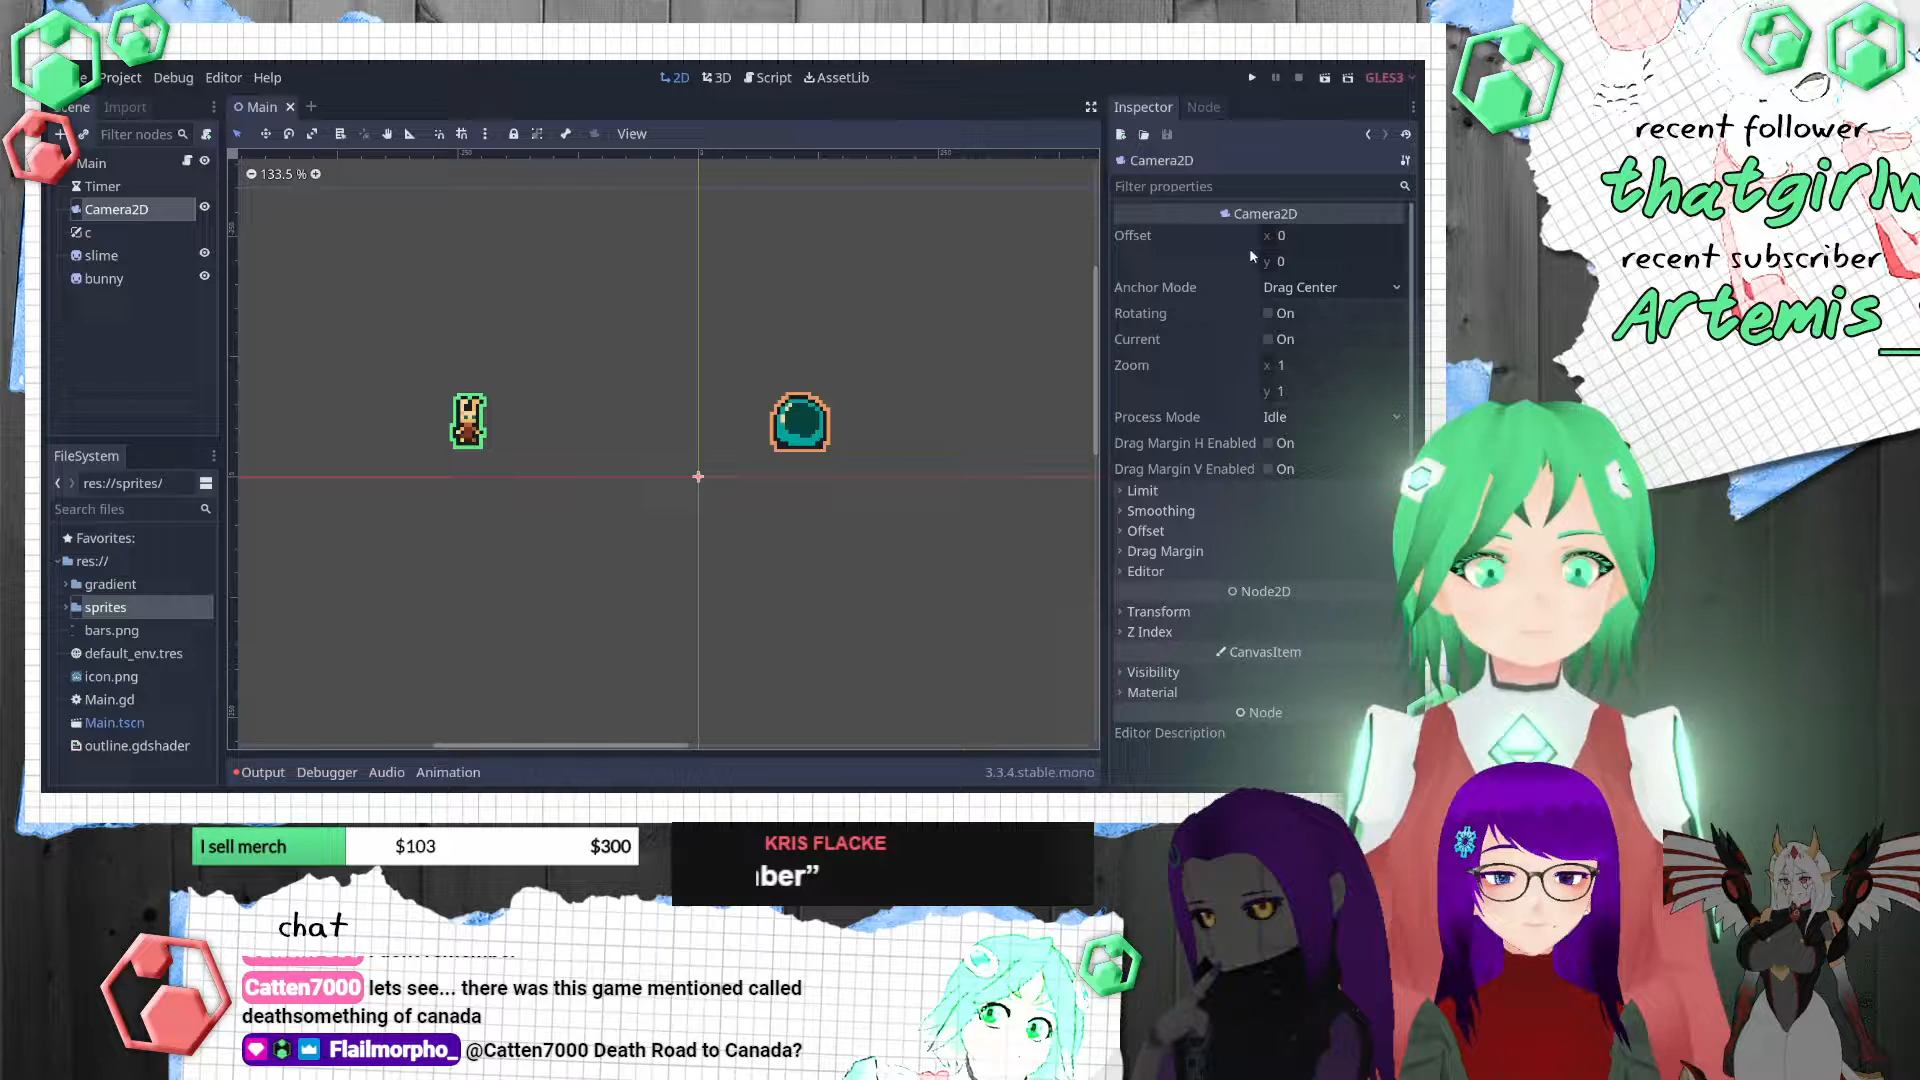 Project Debug Editor Help
2D 3D Script AssetLib
GLES3
Scene Import
Main
Inspector Node
Filter nodes
View
Main
Timer
Camera2D
c
slime
bunny
133.5 %
-250
0
250
Camera2D
Filter properties
Camera2D
Offset x 0
y 0
Anchor Mode Drag Center
Rotating On
Current On
Zoom x 1
y 1
Process Mode Idle
Drag Margin H Enabled On
Drag Margin V Enabled On
Limit
Smoothing
Offset
Drag Margin
Editor
Node2D
Transform
Z Index
CanvasItem
Visibility
Material
Node
Editor Description
FileSystem
res://sprites/
Search files
Favorites:
res://
gradient
sprites
bars.png
default_env.tres
icon.png
Main.gd
Main.tscn
outline.gdshader
Output Debugger Audio Animation
3.3.4.stable.mono
recent follower
thatgirlw
recent subscriber
Artemis_
I sell merch $103 $300
KRIS FLACKE
ber”
chat
Catten7000 lets see... there was this game mentioned called
deathsomething of canada
Flailmorpho_ @Catten7000 Death Road to Canada?